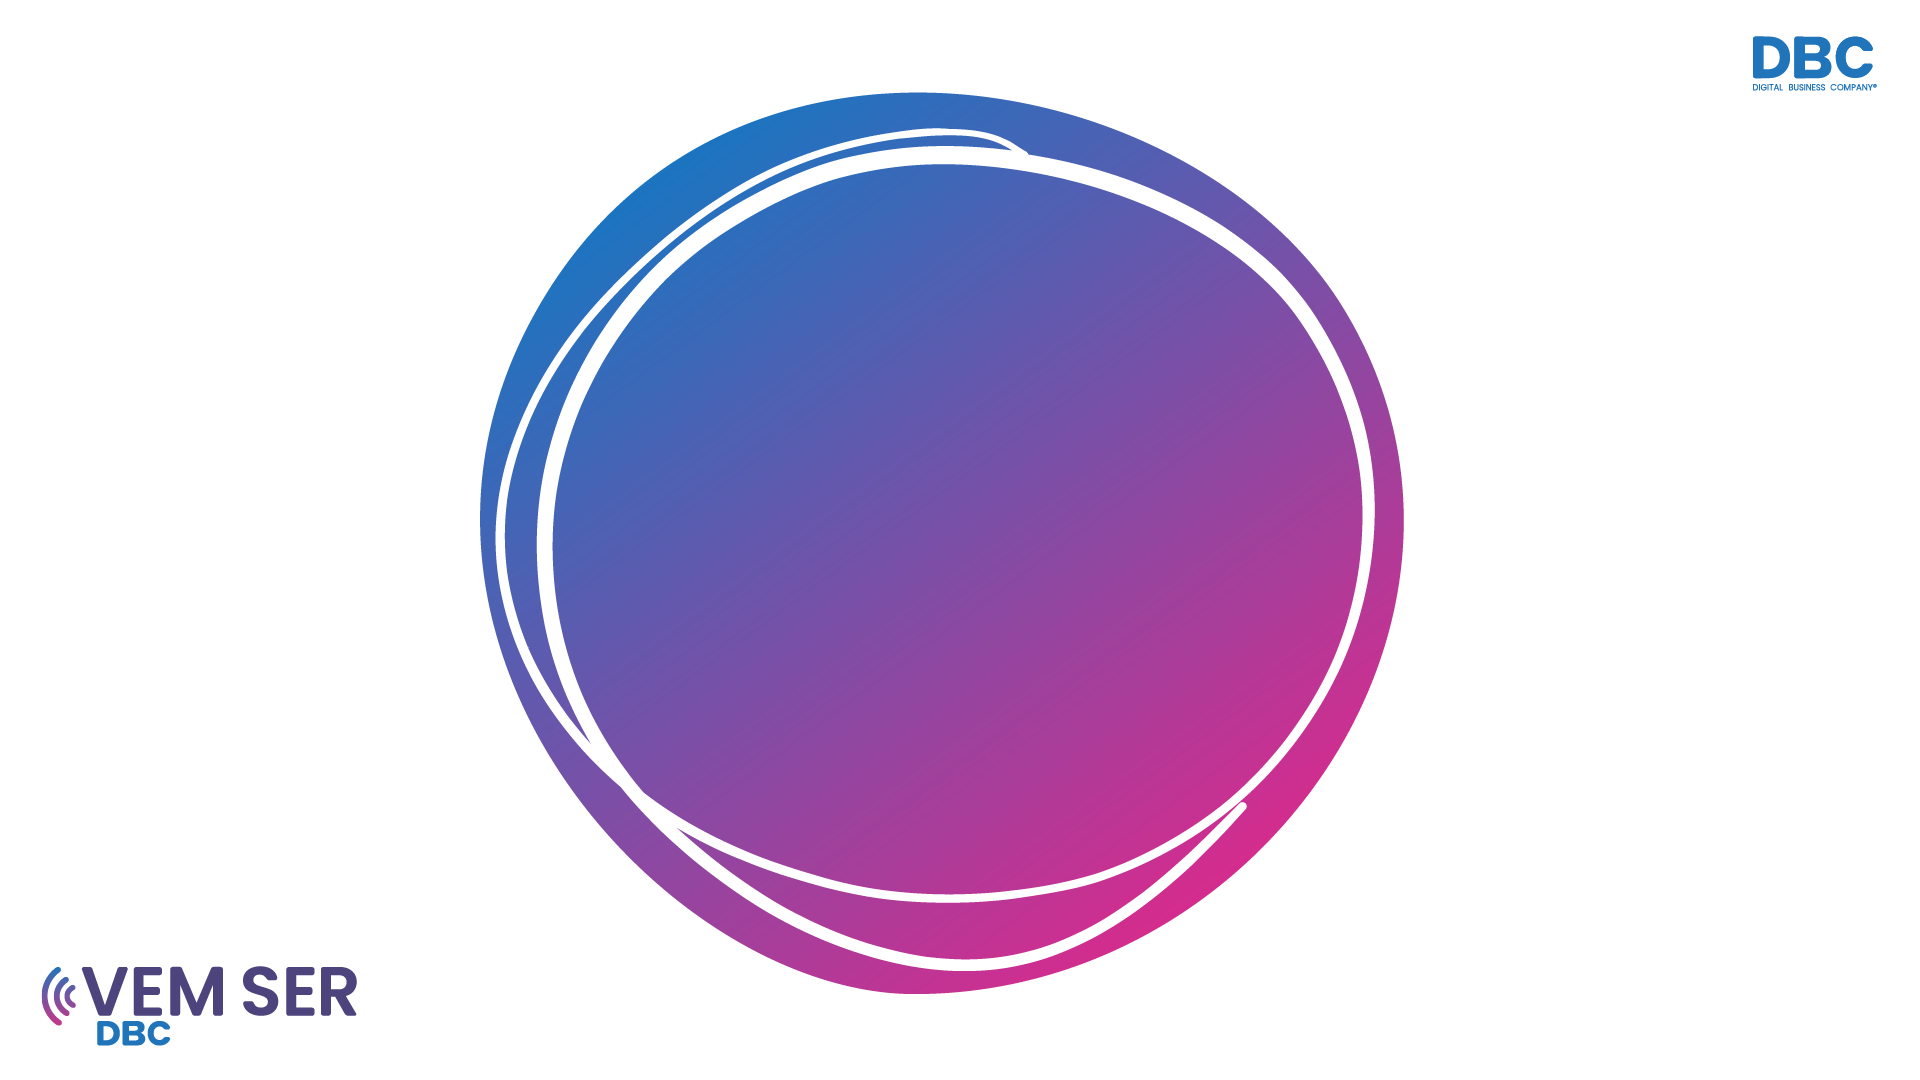 DBC
DIGITAL BUSINESS COMPANY®
VEM SER
DBC